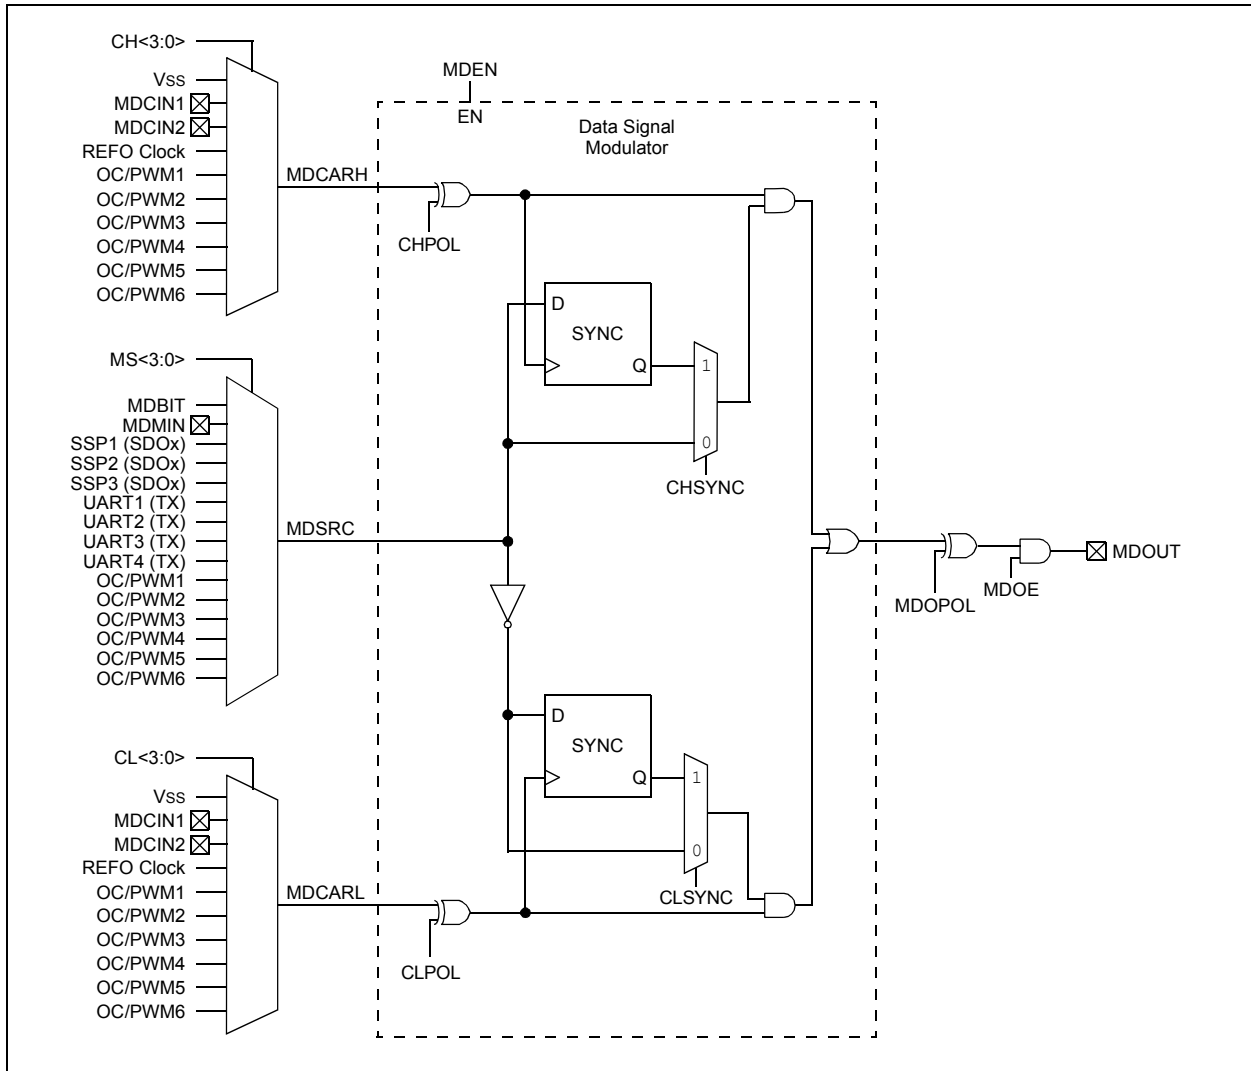 CH<3:0>
VSS
MDCIN1
MDCIN2
REFO Clock
OC/PWM1
OC/PWM2
OC/PWM3
OC/PWM4
OC/PWM5
OC/PWM6
MDCARH
MDEN
EN
Data Signal
Modulator
CHPOL
D
SYNC
Q
1
0
CHSYNC
MS<3:0>
MDBIT
MDMIN
SSP1 (SDOx)
SSP2 (SDOx)
SSP3 (SDOx)
UART1 (TX)
UART2 (TX)
UART3 (TX)
UART4 (TX)
OC/PWM1
OC/PWM2
OC/PWM3
OC/PWM4
OC/PWM5
OC/PWM6
MDSRC
MDOPOL
MDOE
MDOUT
D
SYNC
Q
1
0
CLSYNC
CL<3:0>
VSS
MDCIN1
MDCIN2
REFO Clock
OC/PWM1
OC/PWM2
OC/PWM3
OC/PWM4
OC/PWM5
OC/PWM6
MDCARL
CLPOL